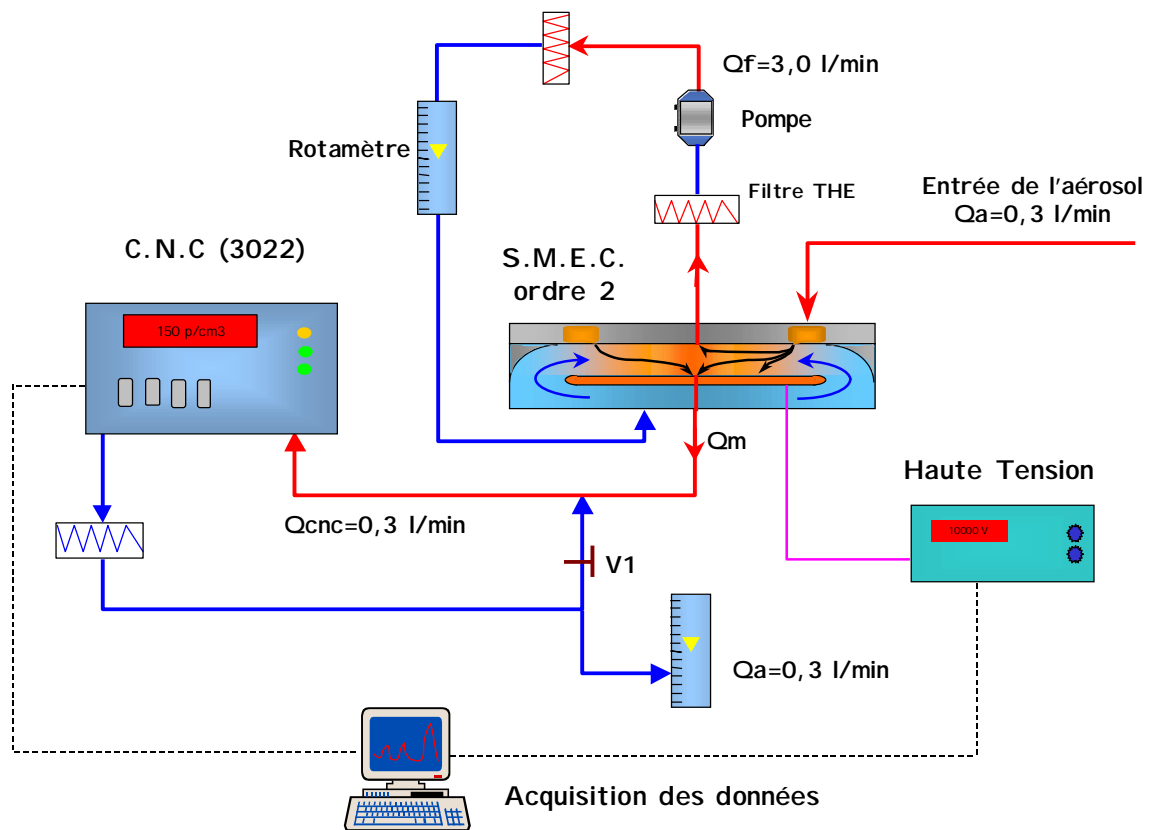 Qf=3,0 l/min
Pompe
Rotamètre
Filtre THE
Entrée de l'aérosol
Qa=0,3 l/min
C.N.C (3022)
S.M.E.C.
ordre 2
150 p/cm3
Qm
Haute Tension
Qcnc=0,3 l/min
10000 V
V1
Qa=0,3 l/min
Acquisition des données